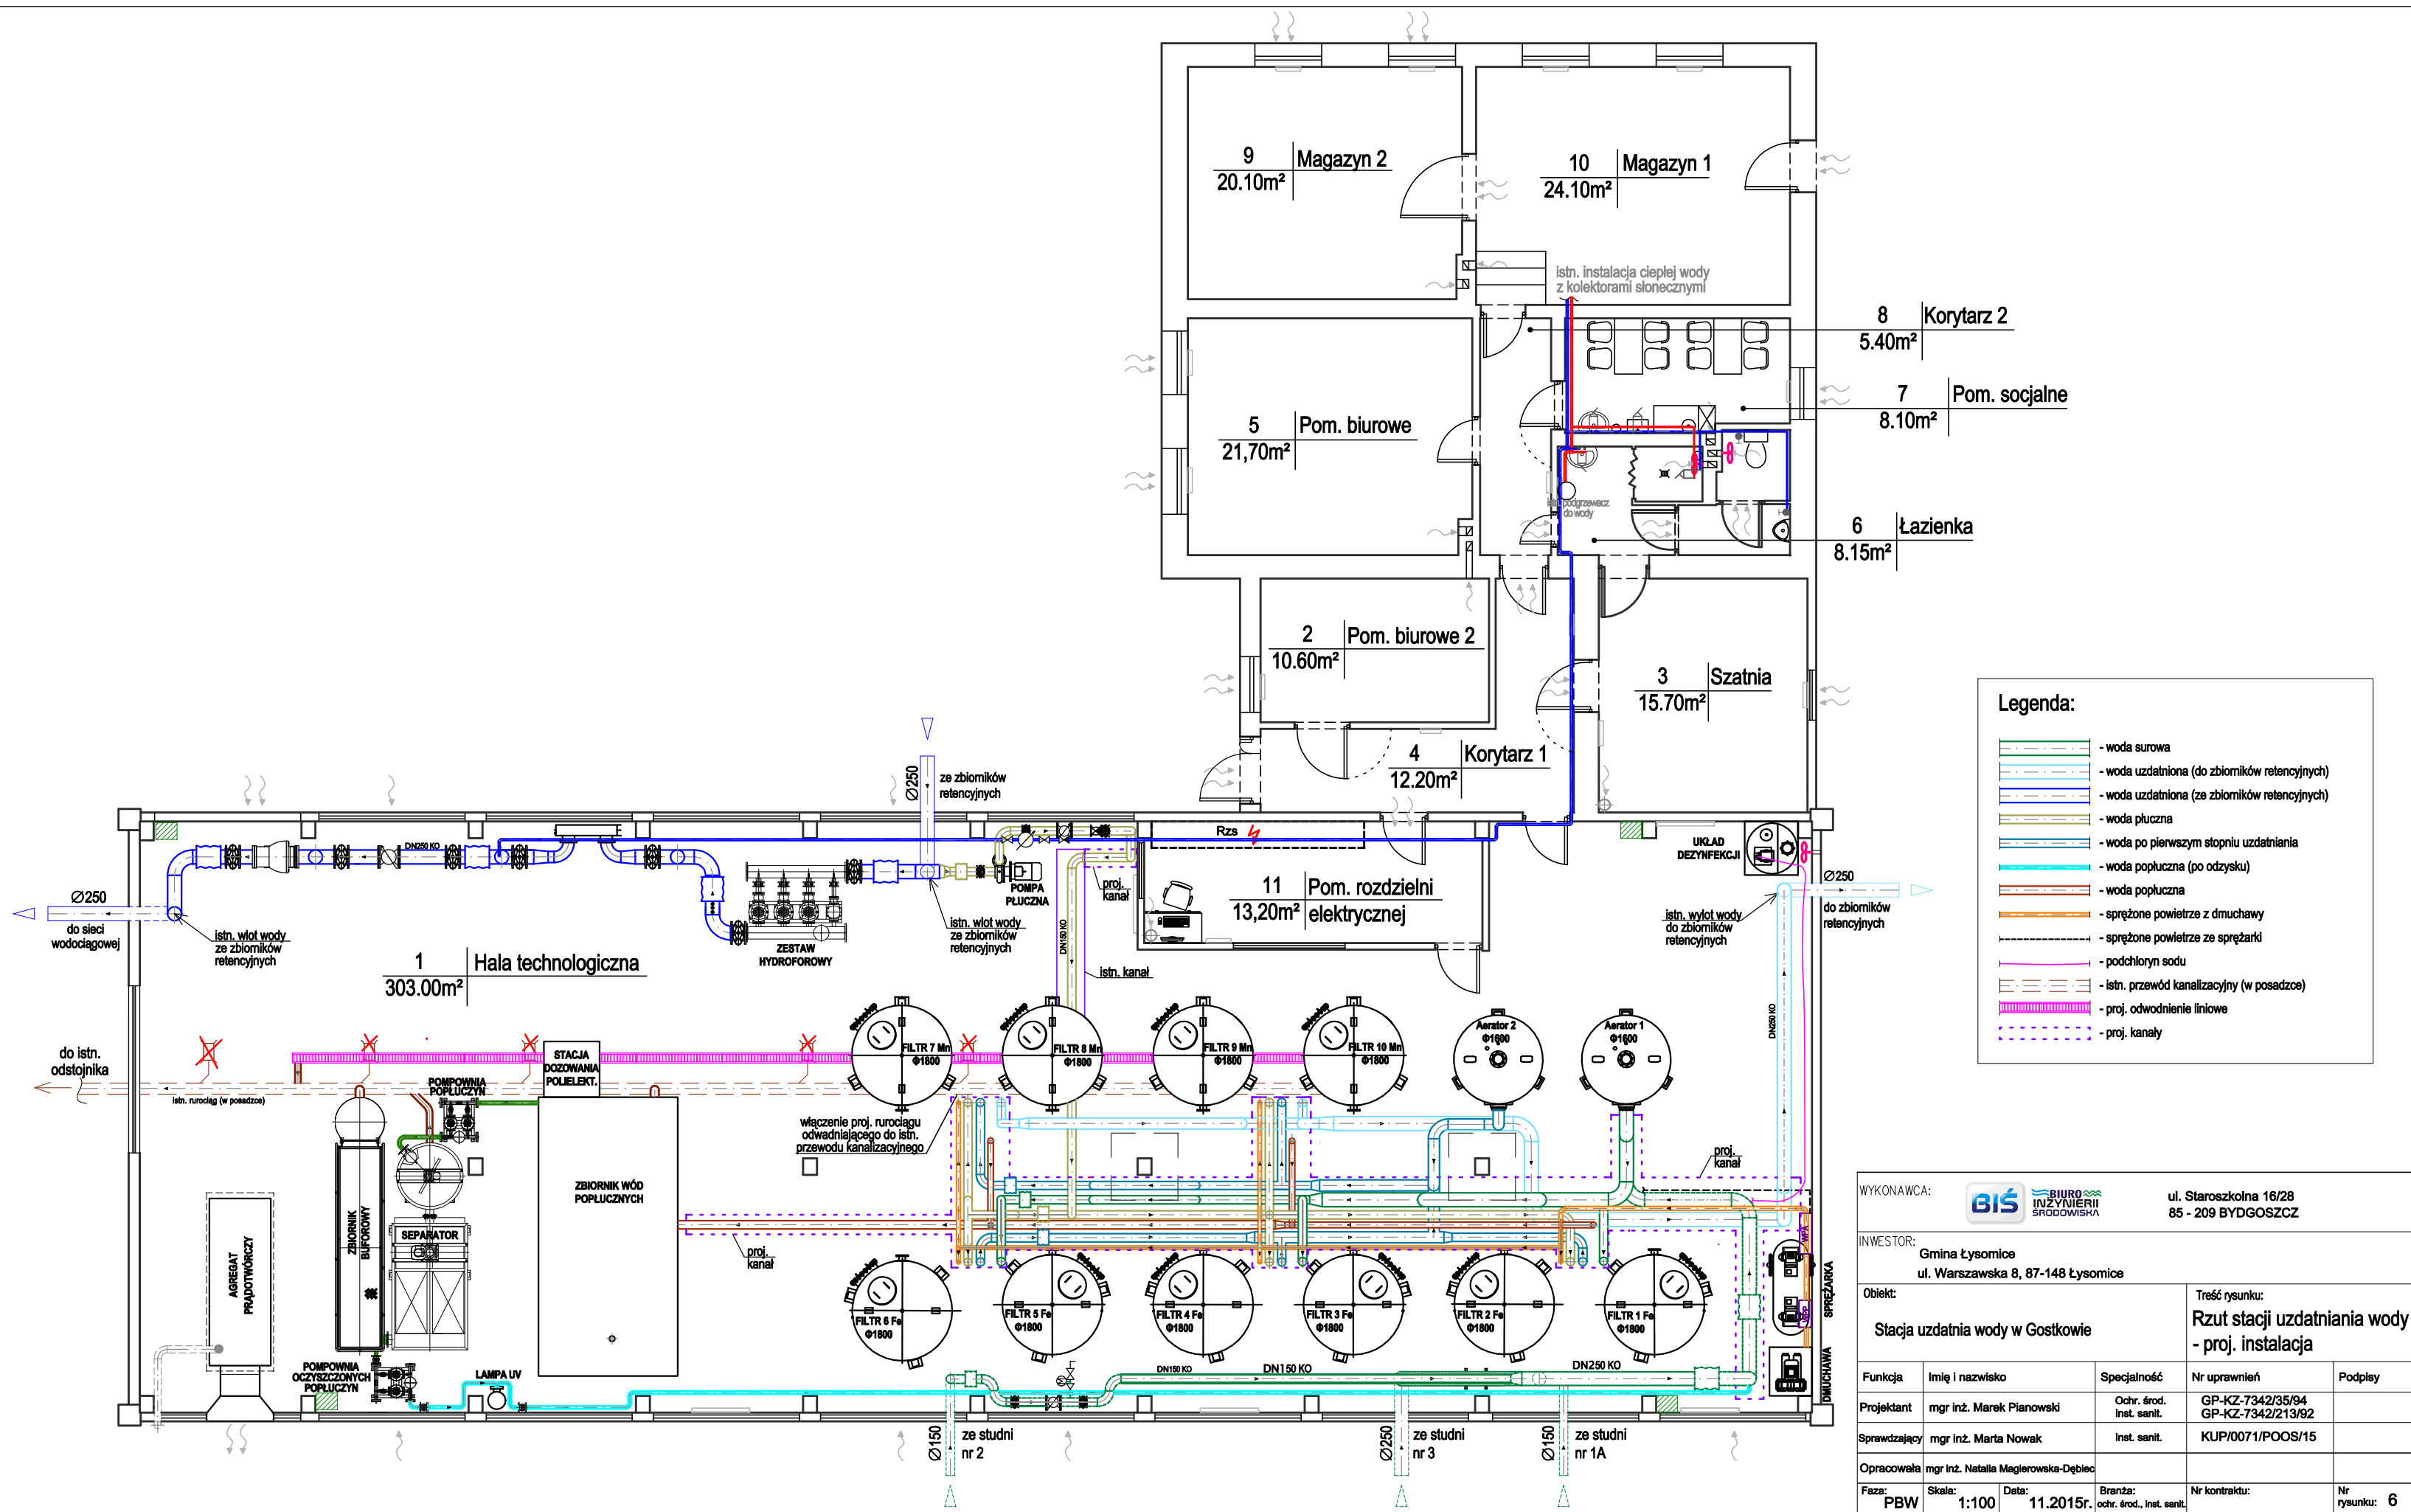 9 Magazyn 2
20.10m²
10 Magazyn 1
24.10m²
istn. instalacja ciepłej wody
z kolektorami słonecznymi
8 Korytarz 2
5.40m²
7 Pom. socjalne
8.10m²
5 Pom. biurowe
21,70m²
istn. podgrzewacz
do wody
6 Łazienka
8.15m²
2 Pom. biurowe 2
10.60m²
3 Szatnia
15.70m²
4 Korytarz 1
12.20m²
Legenda:
- woda surowa
- woda uzdatniona (do zbiorników retencyjnych)
- woda uzdatniona (ze zbiorników retencyjnych)
- woda płuczna
- woda po pierwszym stopniu uzdatniania
- woda popłuczna (po odzysku)
- woda popłuczna
- sprężone powietrze z dmuchawy
- sprężone powietrze ze sprężarki
- podchloryn sodu
- istn. przewód kanalizacyjny (w posadzce)
- proj. odwodnienie liniowe
- proj. kanały
Ø250
ze zbiorników
retencyjnych
DN250 KO
Rzs
UKŁAD
DEZYNFEKCJI
POMPA
PŁUCZNA
proj.
kanał
11 Pom. rozdzielni
13,20m² elektrycznej
Ø250
do sieci
wodociągowej
istn. wlot wody
ze zbiorników
retencyjnych
ZESTAW
HYDROFOROWY
istn. wlot wody
ze zbiorników
retencyjnych
DN150 KO
istn. kanał
istn. wylot wody
do zbiorników
retencyjnych
Ø250
do zbiorników
retencyjnych
DN250 KO
1 Hala technologiczna
303.00m²
do istn.
odstojnika
istn. rurociąg (w posadzce)
STACJA
DOZOWANIA
POLIELEKT.
POMPOWNIA
POPŁUCZYN
FILTR 7 Mn
Φ1800
FILTR 8 Mn
Φ1800
FILTR 9 Mn
Φ1800
FILTR 10 Mn
Φ1800
Aerator 2
Φ1600
Aerator 1
Φ1600
włączenie proj. rurociągu
odwadniającego do istn.
przewodu kanalizacyjnego
proj.
kanał
ZBIORNIK WÓD
POPŁUCZNYCH
AGREGAT
PRĄDOTWÓRCZY
ZBIORNIK
BUFOROWY
SEPARATOR
proj.
kanał
FILTR 6 Fe
Φ1800
FILTR 5 Fe
Φ1800
FILTR 4 Fe
Φ1800
FILTR 3 Fe
Φ1800
FILTR 2 Fe
Φ1800
FILTR 1 Fe
Φ1800
SPRĘŻARKA
DMUCHAWA
POMPOWNIA
OCZYSZCZONYCH
POPŁUCZYN
LAMPA UV
DN150 KO
DN150 KO
DN250 KO
Ø150
ze studni
nr 2
Ø250
ze studni
nr 3
Ø150
ze studni
nr 1A
WYKONAWCA:
BIŚ
BIURO
INŻYNIERII
ŚRODOWISKA
ul. Staroszkolna 16/28
85 - 209 BYDGOSZCZ
INWESTOR:
Gmina Łysomice
ul. Warszawska 8, 87-148 Łysomice
Obiekt:
Stacja uzdatnia wody w Gostkowie
Treść rysunku:
Rzut stacji uzdatniania wody
- proj. instalacja
Funkcja Imię i nazwisko Specjalność Nr uprawnień Podpisy
Projektant mgr inż. Marek Pianowski Ochr. środ. Inst. sanit. GP-KZ-7342/35/94
GP-KZ-7342/213/92
Sprawdzający mgr inż. Marta Nowak Inst. sanit. KUP/0071/POOS/15
Opracowała mgr inż. Natalia Magierowska-Dębiec
Faza: PBW Skala: 1:100 Data: 11.2015r. Branża: ochr. środ., inst. sanit. Nr kontraktu: Nr rysunku: 6